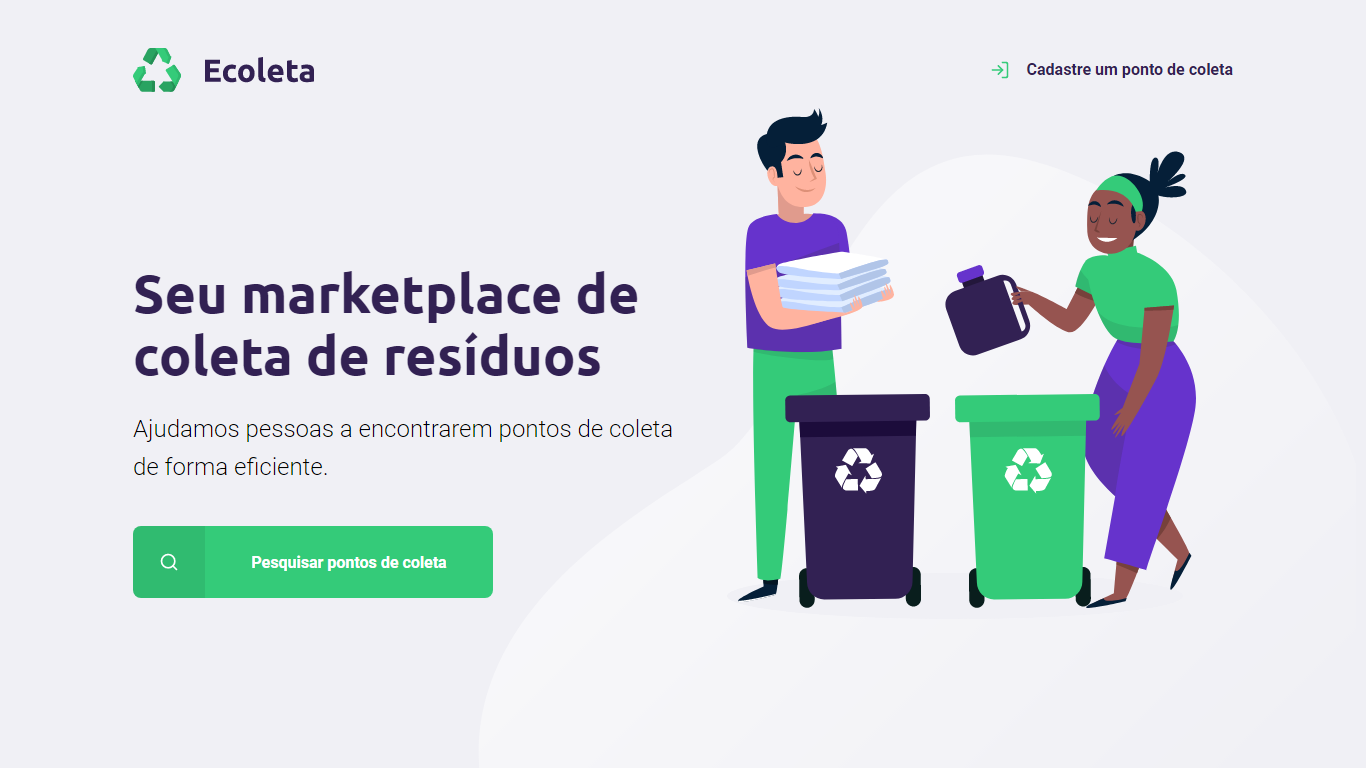 Ecoleta
Cadastre um ponto de coleta
Seu marketplace de
coleta de resíduos
Ajudamos pessoas a encontrarem pontos de coleta
de forma eficiente.
Pesquisar pontos de coleta